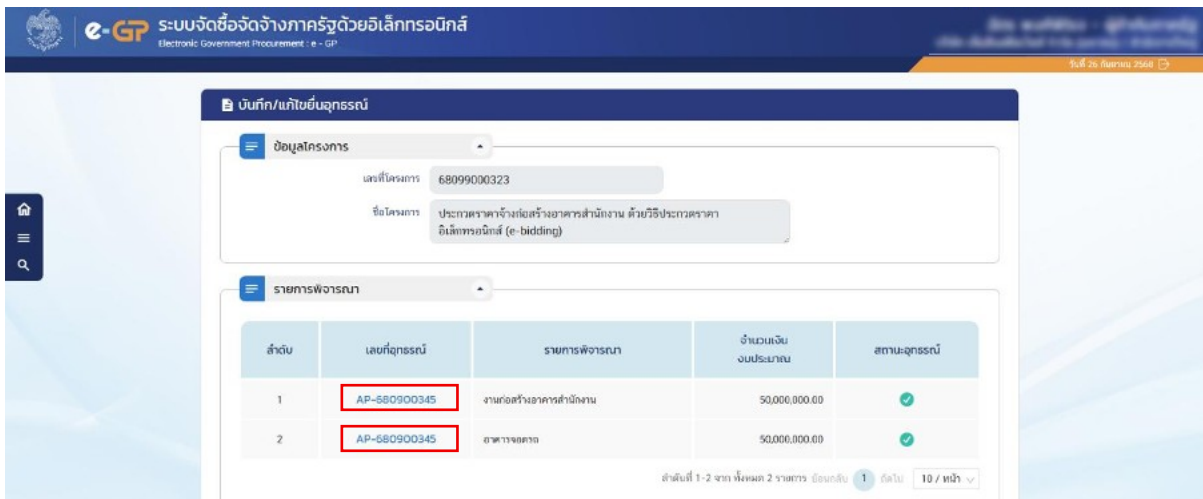 e-GP ระบบจัดซื้อจัดจ้างภาครัฐด้วยอิเล็กทรอนิกส์
Electronic Government Procurement : e - GP
วันที่ 26 กันยายน 2568
บันทึก/แก้ไขยื่นอุทธรณ์
ข้อมูลโครงการ
เลขที่โครงการ 68099000323
ชื่อโครงการ ประกวดราคาจ้างก่อสร้างอาคารสำนักงาน ด้วยวิธีประกวดราคา
อิเล็กทรอนิกส์ (e-bidding)
รายการพิจารณา
ลำดับ เลขที่อุทธรณ์ รายการพิจารณา จำนวนเงิน สถานะอุทธรณ์
งบประมาณ
1 AP-680900345 งานก่อสร้างอาคารสำนักงาน 50,000,000.00
2 AP-680900345 อาคารจอดรถ 50,000,000.00
ลำดับที่ 1-2 จาก ทั้งหมด 2 รายการ ย้อนกลับ 1 ถัดไป 10 / หน้า